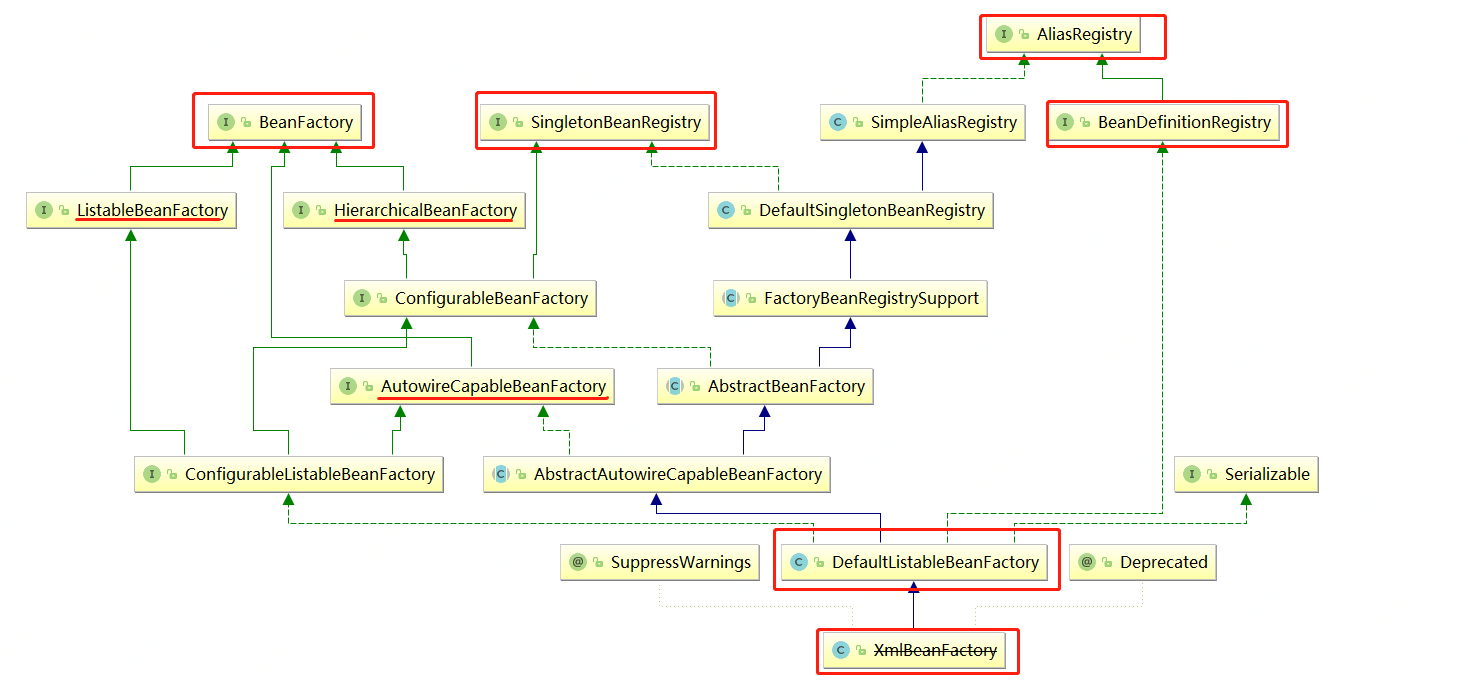 AliasRegistry
BeanFactory
SingletonBeanRegistry
SimpleAliasRegistry
BeanDefinitionRegistry
ListableBeanFactory
HierarchicalBeanFactory
DefaultSingletonBeanRegistry
ConfigurableBeanFactory
FactoryBeanRegistrySupport
AutowireCapableBeanFactory
AbstractBeanFactory
ConfigurableListableBeanFactory
AbstractAutowireCapableBeanFactory
Serializable
SuppressWarnings
DefaultListableBeanFactory
Deprecated
XmlBeanFactory